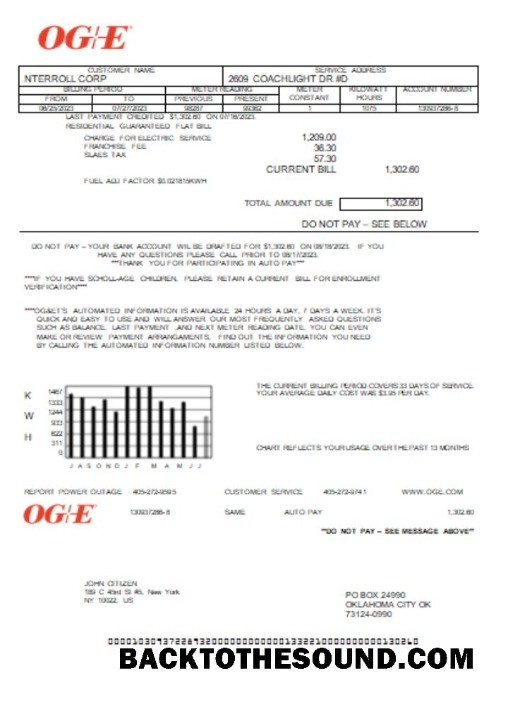 OG+E
CUSTOMER NAME SERVICE ADDRESS
NTERROLL CORP 2609 COACHLIGHT DR #D
BILLING PERIOD METER READING METER CONSTANT KILOWATT HOURS ACCOUNT NUMBER
FROM TO PREVIOUS PRESENT
06/25/2023 07/27/2023 98287 99362 1 1075 130937286-8
LAST PAYMENT CREDITED $1,302.60 ON 07/16/2023.
RESIDENTIAL GUARANTEED FLAT BILL
CHARGE FOR ELECTRIC SERVICE 1,209.00
FRANCHISE FEE 36.30
SLAES TAX 57.30
CURRENT BILL 1,302.60
FUEL ADJ FACTOR $0.021815KWH
TOTAL AMOUNT DUE 1,302.60
DO NOT PAY – SEE BELOW
DO NOT PAY – YOUR BANK ACCOUNT WILL BE DRAFTED FOR $1,302.60 ON 08/18/2023. IF YOU
HAVE ANY QUESTIONS PLEASE CALL PRIOR TO 08/17/2023.
***THANK YOU FOR PARTICIPATING IN AUTO PAY***
****IF YOU HAVE SCHOLL-AGE CHILDREN, PLEASE RETAIN A CURRENT BILL FOR ENROLLMENT
VERIFICATION****
****OG&ET'S AUTOMATED INFORMATION IS AVAILABLE 24 HOURS A DAY, 7 DAYS A WEEK. IT'S
QUICK AND EASY TO USE AND WILL ANSWER OUR MOST FREQUENTLY ASKED QUESTIONS
SUCH AS BALANCE, LAST PAYMENT ,AND NEXT METER READING DATE. YOU CAN EVEN
MAKE OR REVIEW PAYMENT ARRANGAMENTS, FIND OUT THE INFORMATION YOU NEED
BY CALLING THE AUTOMATED INFORMATION NUMBER LISTED BELOW.
THE CURRENT BILLING PERIOD COVERS 33 DAYS OF SERVICE.
YOUR AVERAGE DAILY COST WAS $3.95 PER DAY.
K
W
H
1467
1333
1244
933
622
311
0
J A S O N D J F M A M J J
CHART REFLECTS YOUR USAGE OVER THE PAST 13 MONTHS
REPORT POWER OUTAGE 405-272-9595 CUSTOMER SERVICE 405-272-9741 WWW.OGE.COM
OG+E 130937286-8 SAME AUTO PAY 1,302.60
**DO NOT PAY – SEE MESSAGE ABOVE**
JOHN CITIZEN
189 C 43rd St #5, New York
NY 10022, US
PO BOX 24990
OKLAHOMA CITY OK
73124-0990
BACKTOTHESOUND.COM